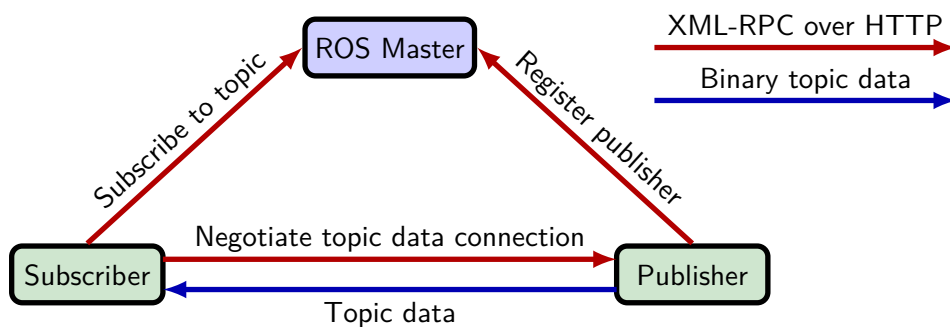 ROS Master
XML-RPC over HTTP
Binary topic data
Subscribe to topic
Register publisher
Negotiate topic data connection
Subscriber
Publisher
Topic data